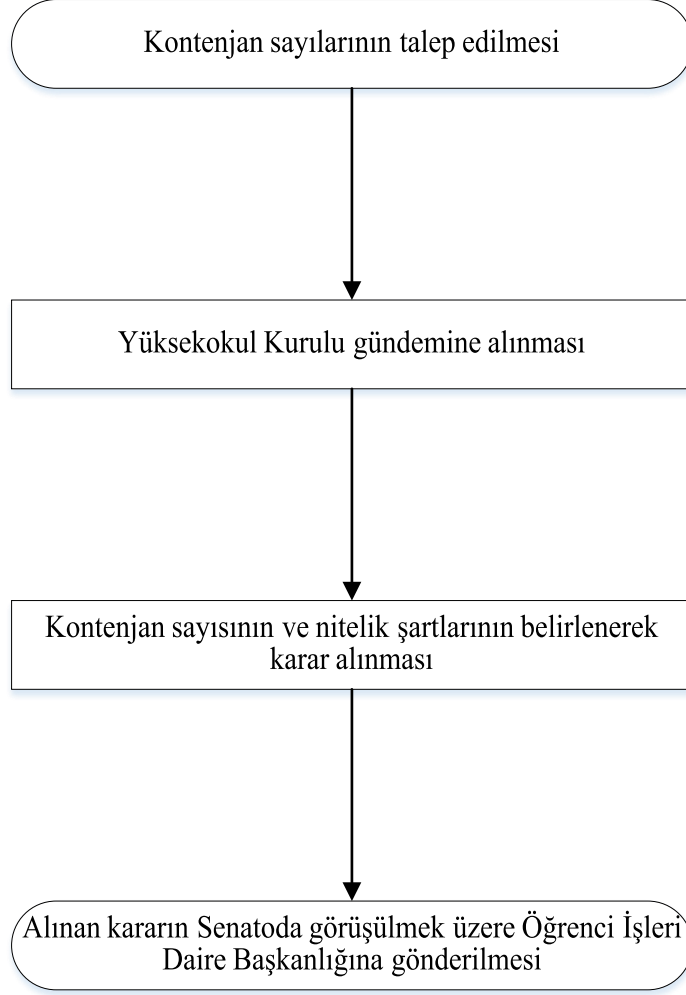 Kontenjan sayılarının talep edilmesi
Yüksekokul Kurulu gündemine alınması
Kontenjan sayısının ve nitelik şartlarının belirlenerek
karar alınması
Alınan kararın Senatoda görüşülmek üzere Öğrenci İşleri
Daire Başkanlığına gönderilmesi